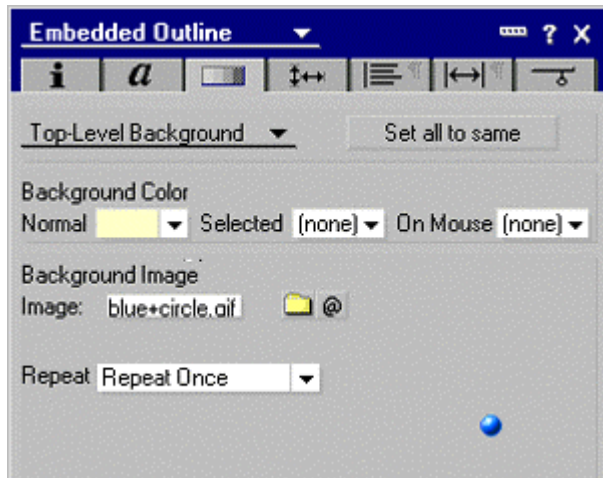 Embedded Outline ?
i a
Top-Level Background Set all to same
Background Color
Normal Selected (none) On Mouse (none)
Background Image
Image: blue+circle.gif @
Repeat Repeat Once